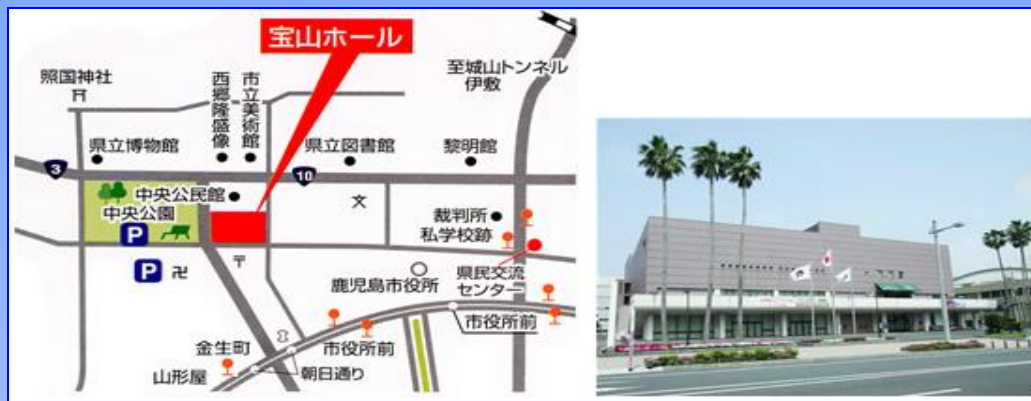 宝山ホール
至城山トンネル
伊敷
照国神社
西郷隆盛像
市立美術館
県立博物館
県立図書館
黎明館
3
10
中央公民館
中央公園
P
文
裁判所
私学校跡
P
県民交流
センター
鹿児島市役所
市役所前
金生町
市役所前
山形屋
朝日通り